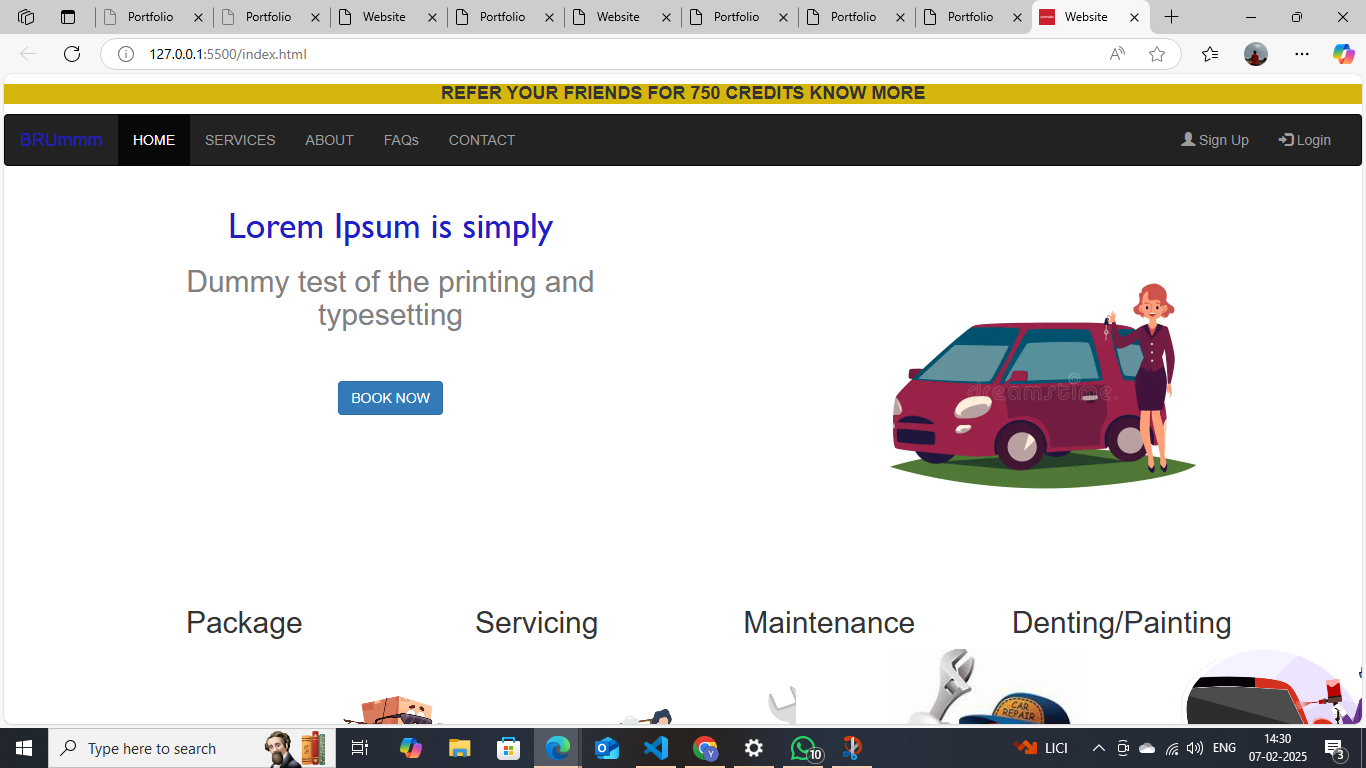 Portfolio
Portfolio
Website
Portfolio
Website
Portfolio
Portfolio
Portfolio
Website
127.0.0.1:5500/index.html
REFER YOUR FRIENDS FOR 750 CREDITS KNOW MORE
BRUmmm HOME SERVICES ABOUT FAQs CONTACT Sign Up Login
Lorem Ipsum is simply
Dummy test of the printing and
typesetting
BOOK NOW
dreamstime.
Package Servicing Maintenance Denting/Painting
CAR
REPAIR
Type here to search
10
LICI
ENG
14:30
07-02-2025
3